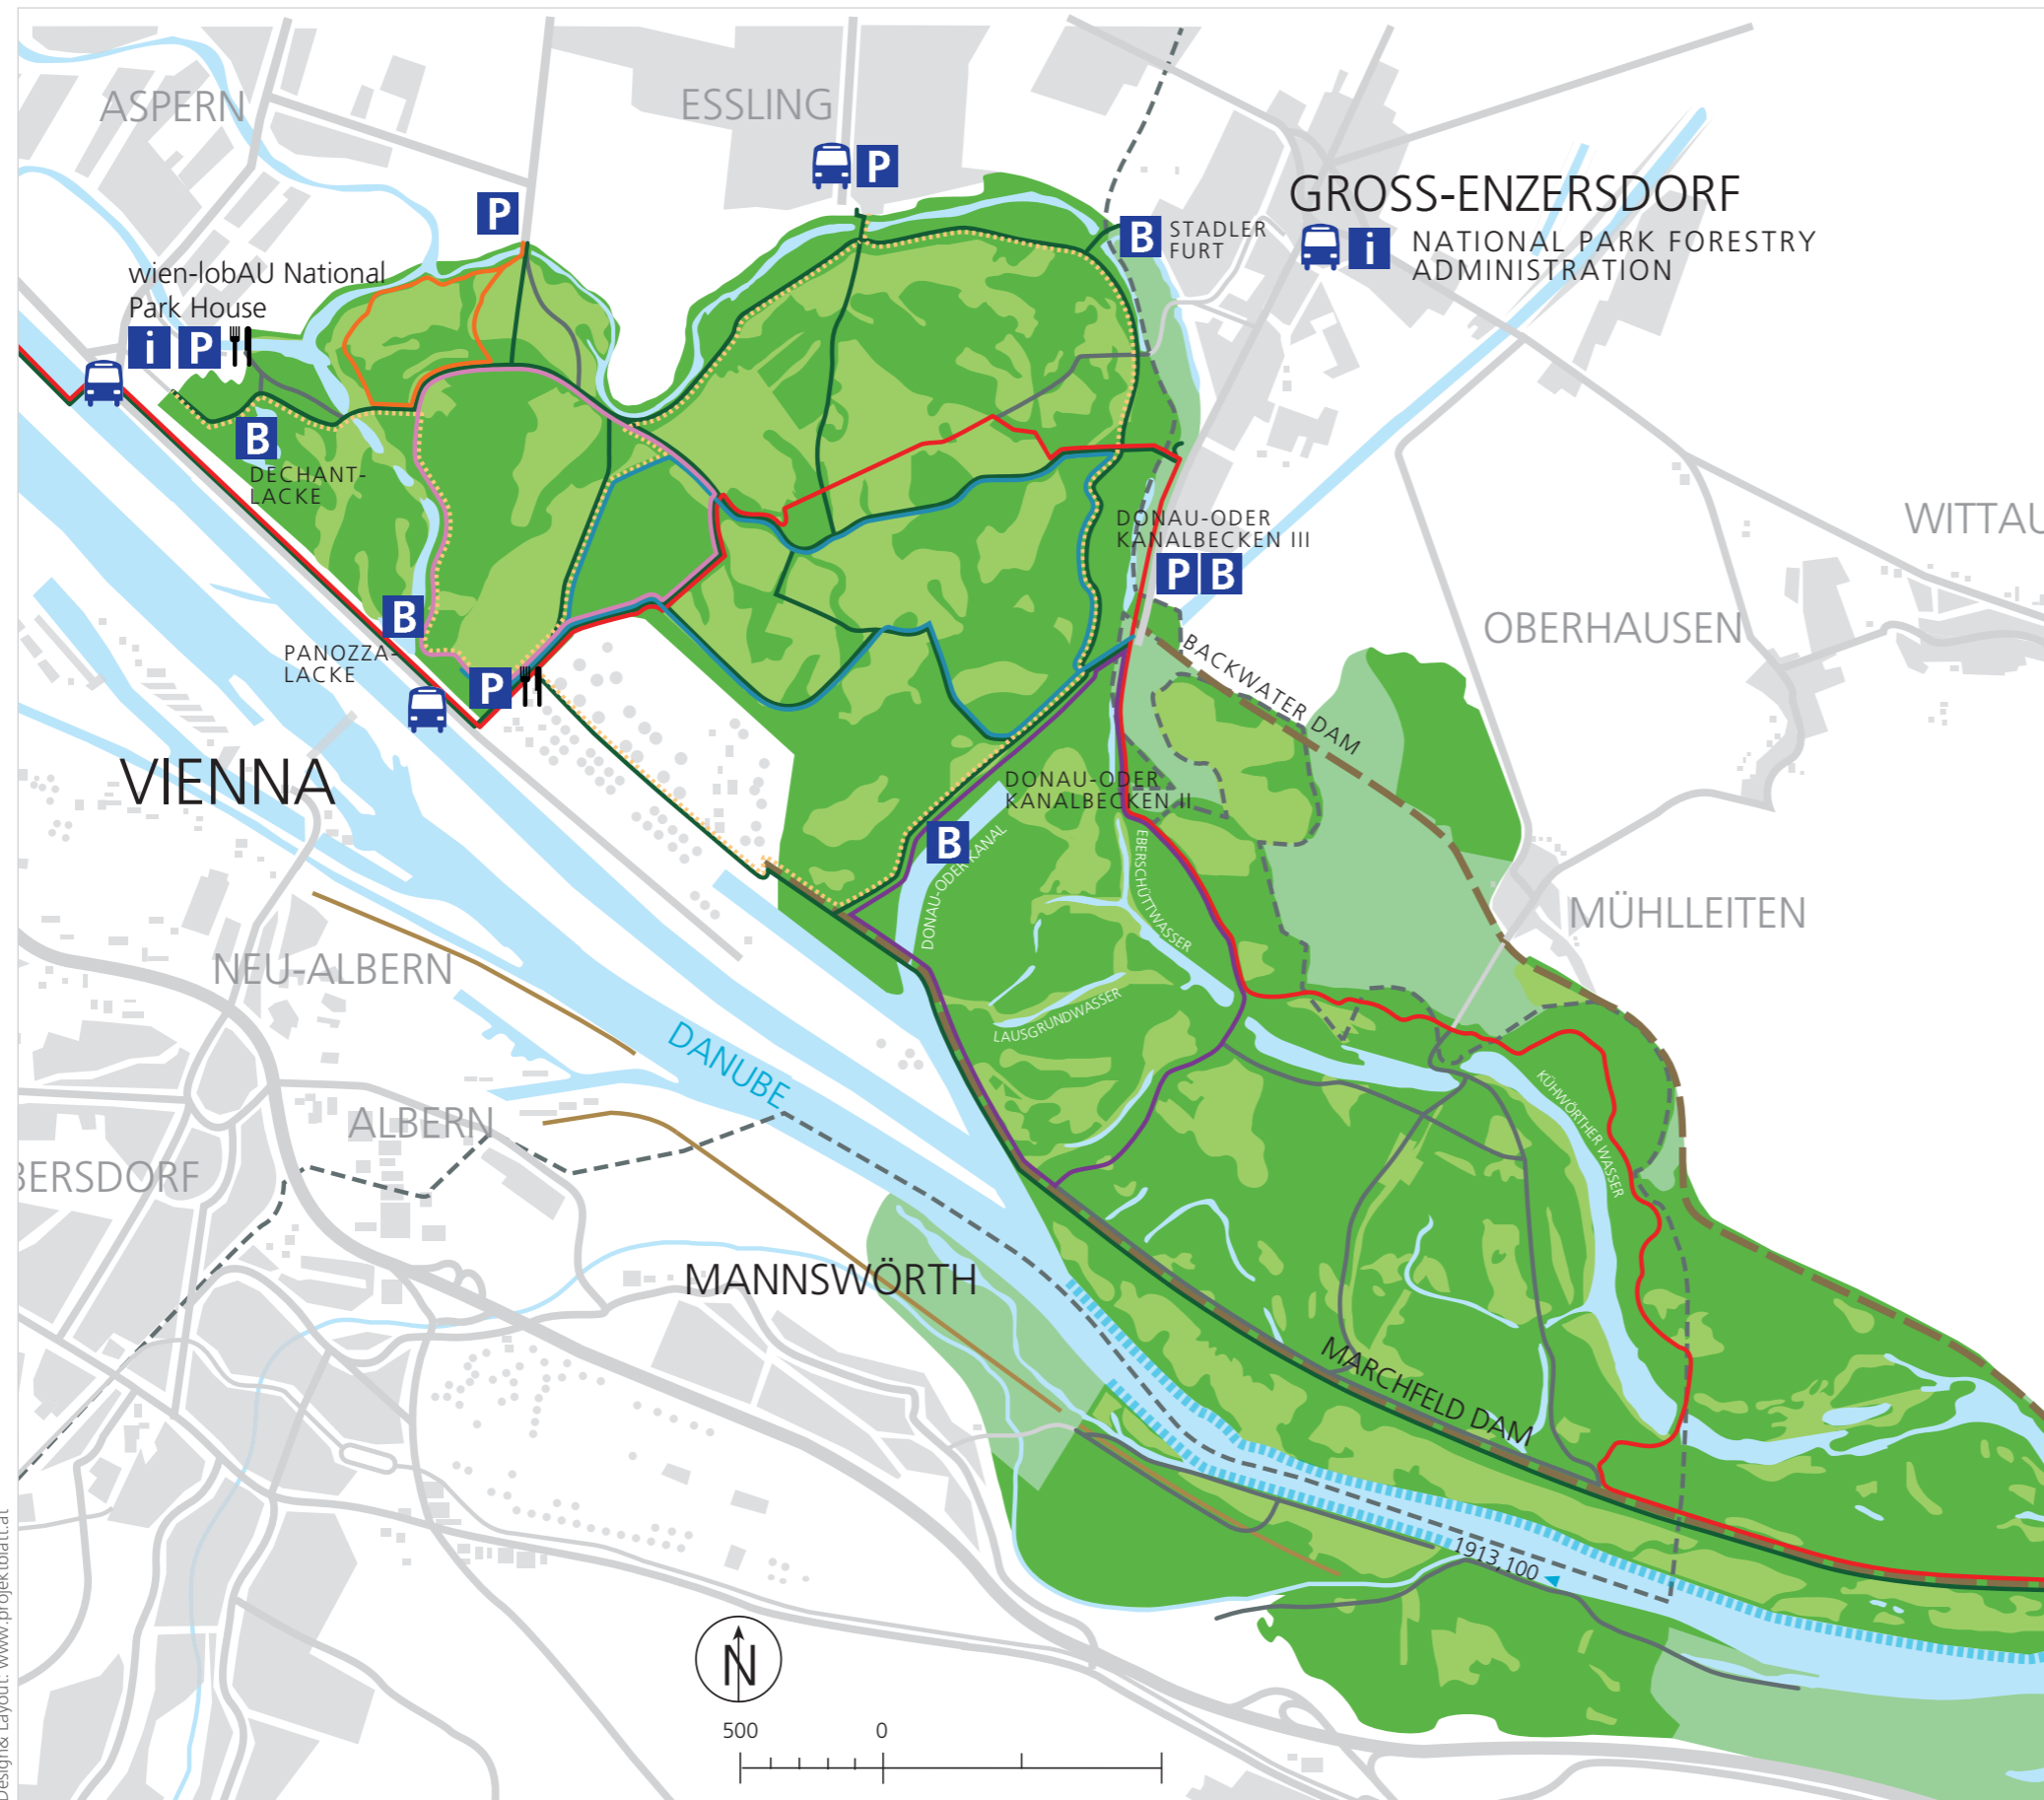 ASPERN
ESSLING
P
P
GROSS-ENZERSDORF
i
NATIONAL PARK FORESTRY
ADMINISTRATION
B
STADLER
FURT
wien-lobAU National
Park House
i P
B
DECHANT-
LACKE
WITTAU
DONAU-ODER
KANALBECKEN III
P B
OBERHAUSEN
B
PANOZZA-
LACKE
P
BACKWATER DAM
VIENNA
DONAU-ODER
KANALBECKEN II
B
DONAU-ODER KANAL
EBERSCHÜTTWASSER
MÜHLLEITEN
NEU-ALBERN
LAUSGRUNDWASSER
DANUBE
KÜHWÖRTHER WASSER
ALBERN
BERSDORF
MANNSWÖRTH
MARCHFELD DAM
1913,100
N
500 0
Design& Layout: www.projektblatt.at